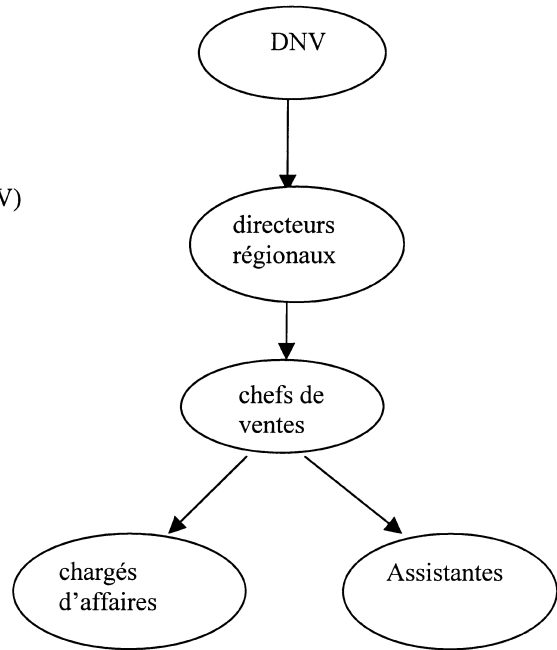 DNV
V)
directeurs
régionaux
chefs de
ventes
chargés
d’affaires
Assistantes